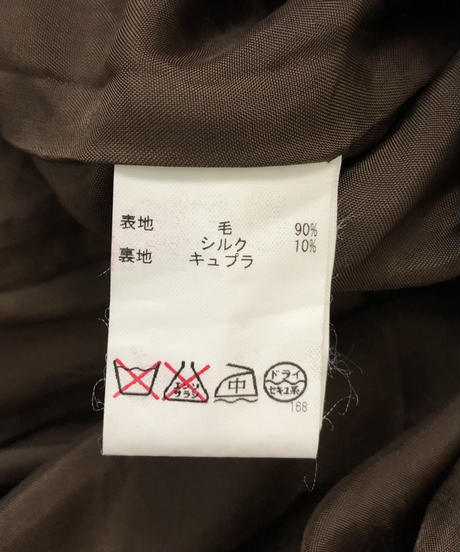 表地 毛 90%
シルク 10%
裏地 キュプラ
エンソ
サラシ
中
ドライ
セキユ系
168